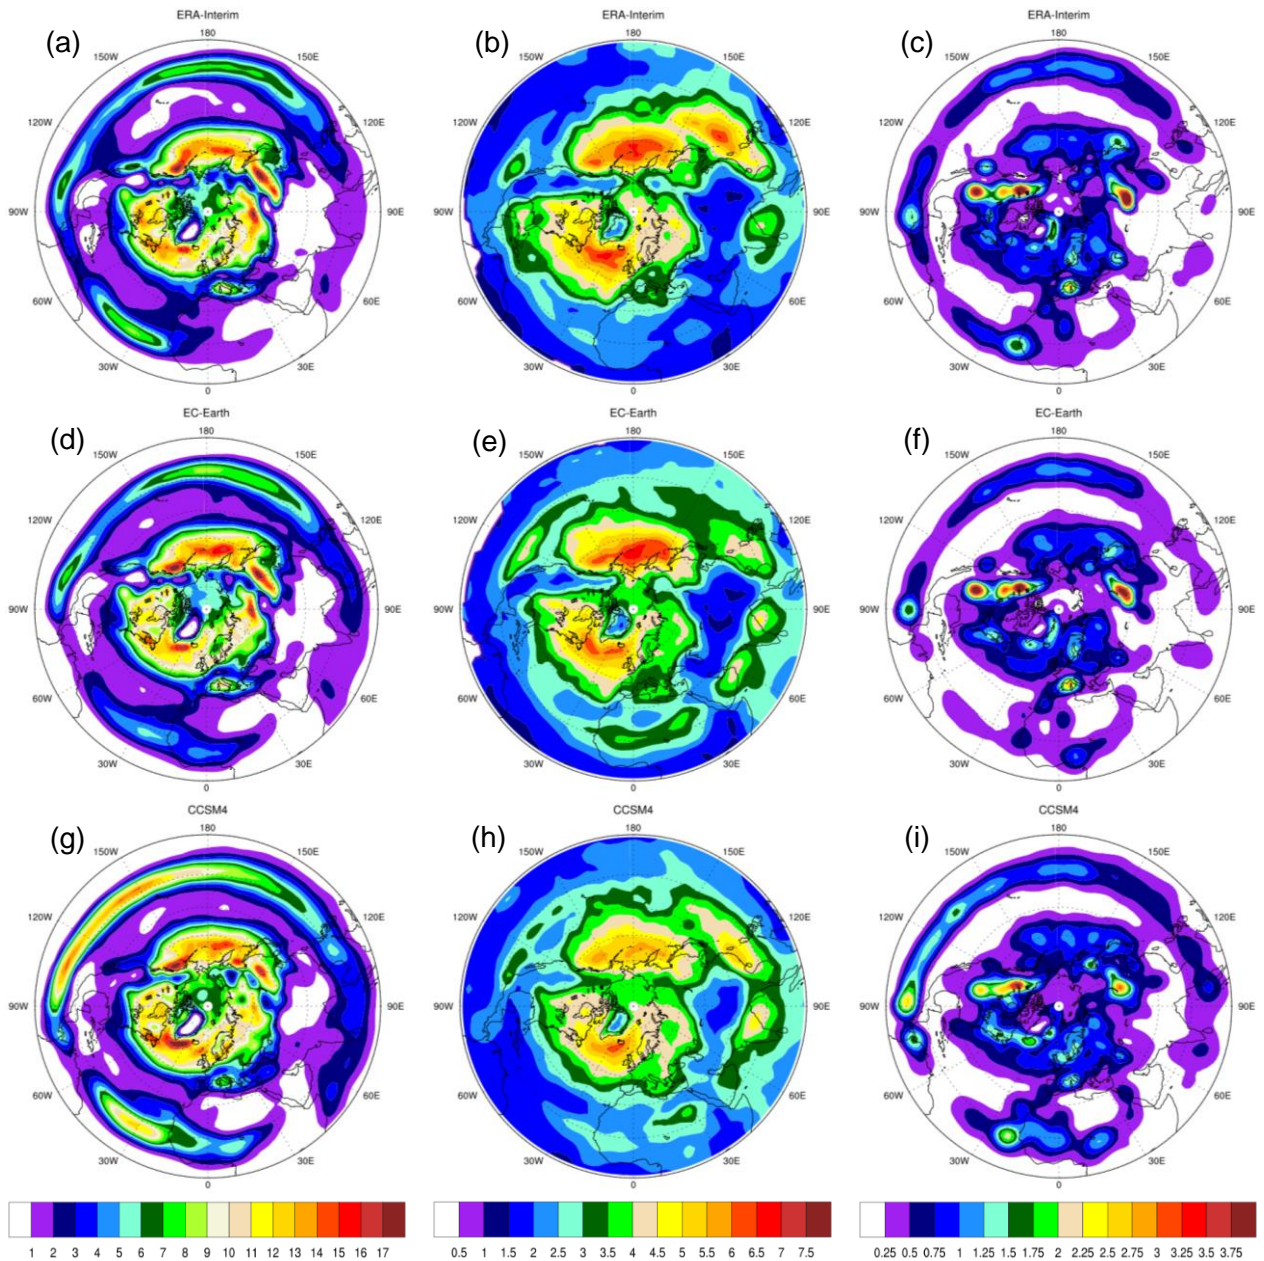 ERA-Interim ERA-Interim ERA-Interim
(a) (b) (c)
180 180 180
150W 150E 150W 150E
120W 120E 120W 120E 120W 120E
90W 90E 90W 90E 90W 90E
60W 60E 60W 60E 60W 60E
30W 30E 30W 30E 30W 30E
0 0 0
EC-Earth EC-Earth EC-Earth
(d) (e) (f)
180 180 180
150E 150E 150E
120W 120E 120W 120E 120W 120E
90W 90E 90W 90E 90W 90E
60W 60E 60W 60E 60W 60E
30W 30E 30W 30E 30W 30E
0 0 0
CCSM4 CCSM4 CCSM4
(g) (h) (i)
180 180 180
150W 150E 150W 150E 150E
120W 120E 120W 120E 120W 120E
90W 90E 90W 90E 90W 90E
60W 60E 60W 60E 60W 60E
30W 30E 30W 30E 30W 30E
0 0 0
1 2 3 4 5 6 7 8 9 10 11 12 13 14 15 16 17
0.5 1 1.5 2 2.5 3 3.5 4 4.5 5 5.5 6 6.5 7 7.5
0.25 0.5 0.75 1 1.25 1.5 1.75 2 2.25 2.5 2.75 3 3.25 3.5 3.75